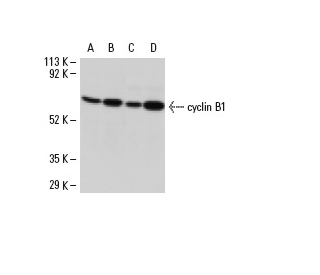 A B C D
113 K –
92 K –
cyclin B1
52 K –
35 K –
29 K –